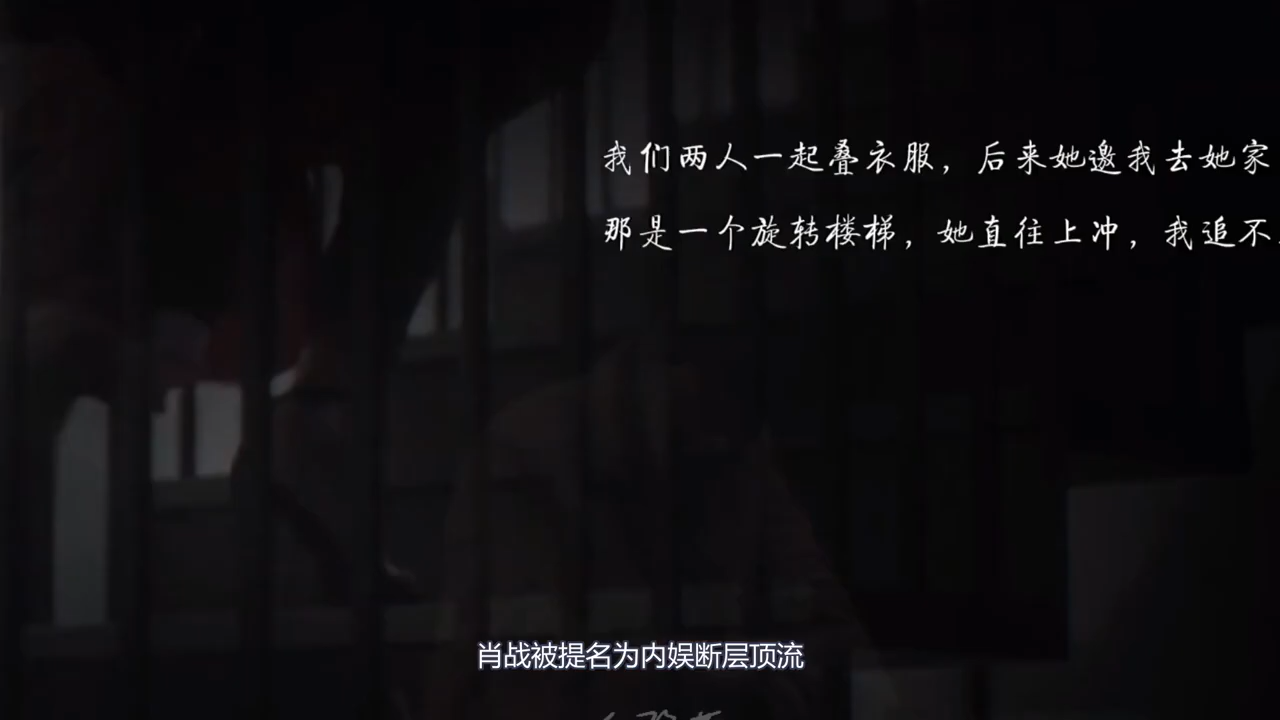 我们两人一起叠衣服，后来她邀我去她家
那是一个旋转楼梯，她直往上冲，我追不
肖战被提名为内娱断层顶流